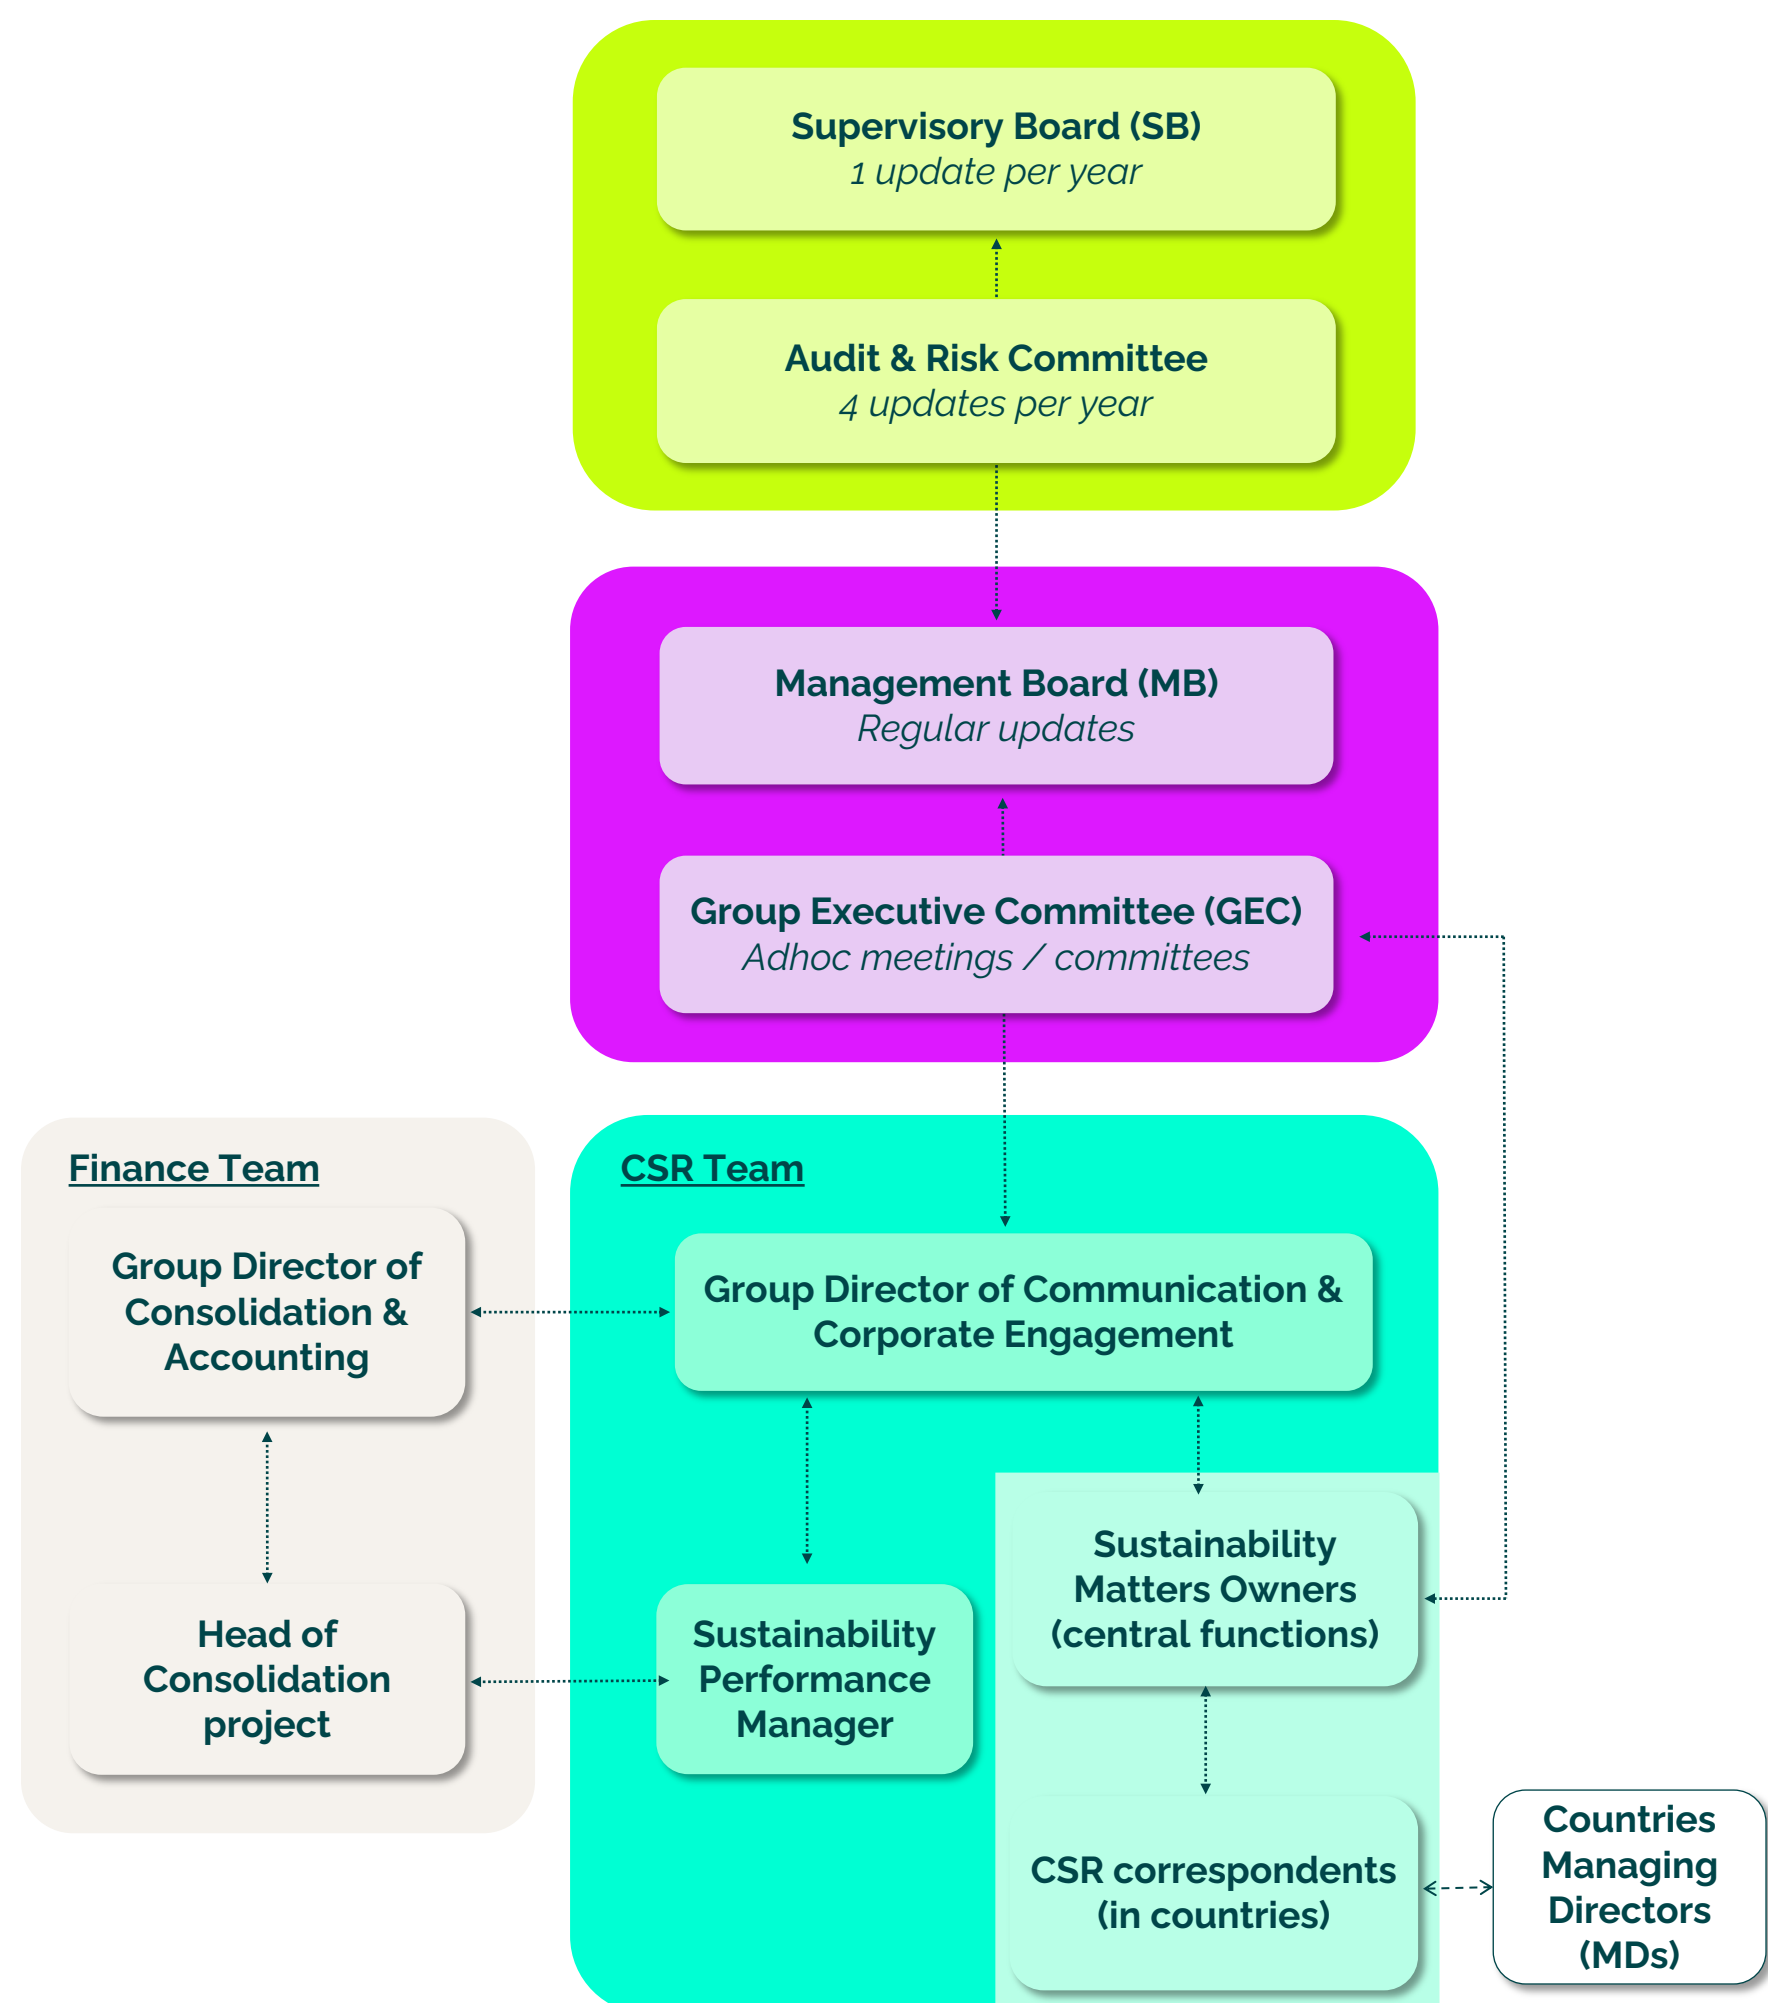 Supervisory Board (SB)
1 update per year
Audit & Risk Committee
4 updates per year
Management Board (MB)
Regular updates
Group Executive Committee (GEC)
Adhoc meetings / committees
Finance Team
Group Director of
Consolidation &
Accounting
Head of
Consolidation
project
CSR Team
Group Director of Communication &
Corporate Engagement
Sustainability
Performance
Manager
Sustainability
Matters Owners
(central functions)
CSR correspondents
(in countries)
Countries
Managing
Directors
(MDs)